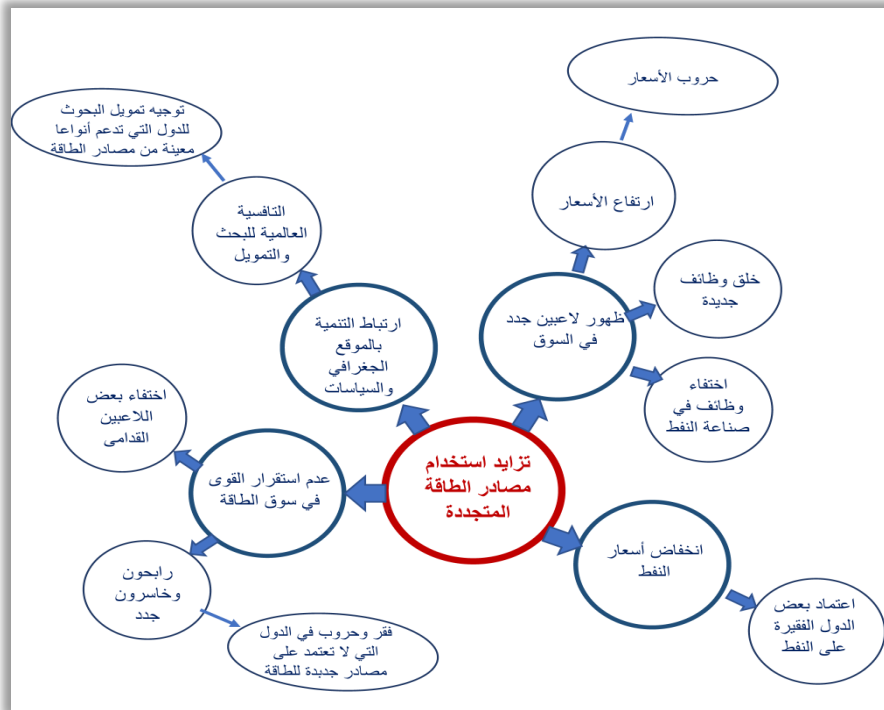 حروب الأسعار
توجيه تمويل البحوث
للدول التي تدعم أنواعا
معينة من مصادر الطاقة
ارتفاع الأسعار
التافسية
العالمية للبحث
والتمويل
خلق وظائف
جديدة
ظهور لاعبين جدد
في السوق
ارتباط التنمية
بالموقع
الجغرافي
والسياسات
اختفاء
وظائف في
صناعة النفط
اختفاء بعض
اللاعبين
القدامى
تزايد استخدام
مصادر الطاقة
المتجددة
عدم استقرار القوى
في سوق الطاقة
انخفاض أسعار
النفط
رابحون
وخاسرون
جدد
اعتماد بعض
الدول الفقيرة
على النفط
فقر وحروب في الدول
التي لا تعتمد على
مصادر جديدة للطاقة